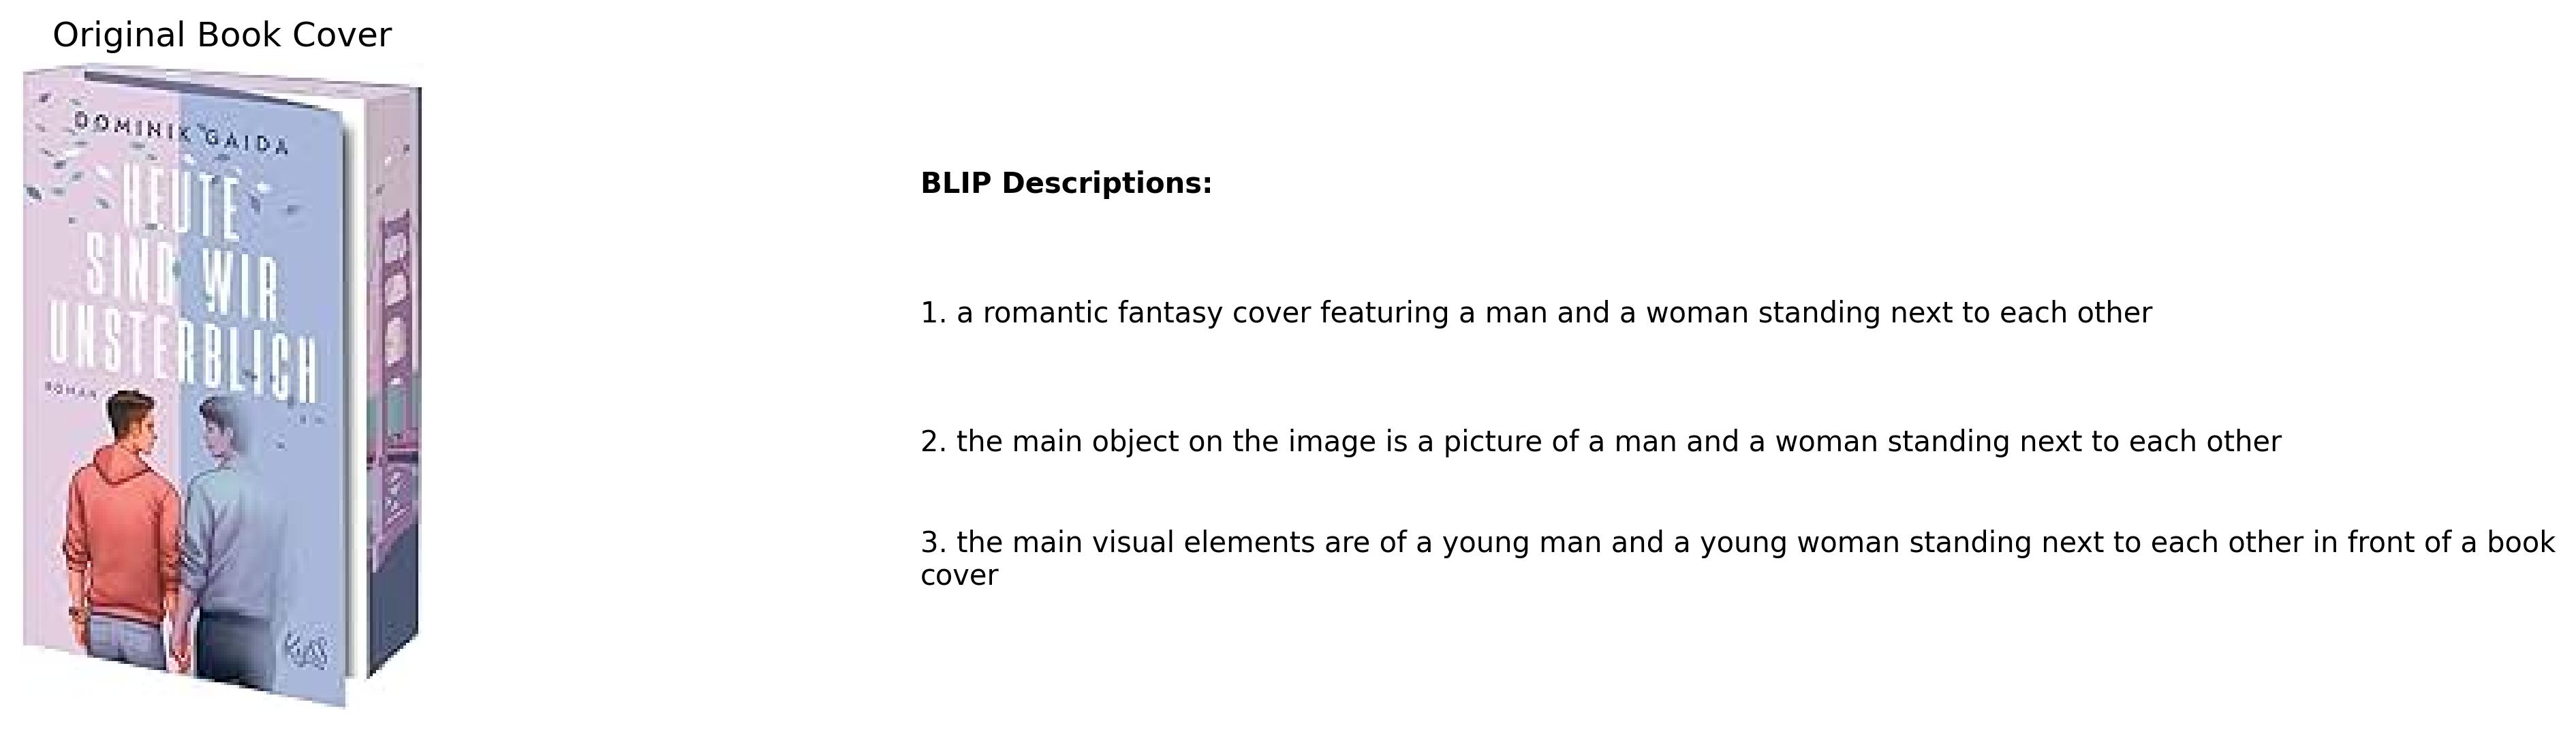 Original Book Cover
DOMINIK GAIDA
HEUTE
SIND WIR
UNSTERBLICH
ROMAN
KYSS
BLIP Descriptions:
1. a romantic fantasy cover featuring a man and a woman standing next to each other
2. the main object on the image is a picture of a man and a woman standing next to each other
3. the main visual elements are of a young man and a young woman standing next to each other in front of a book
cover